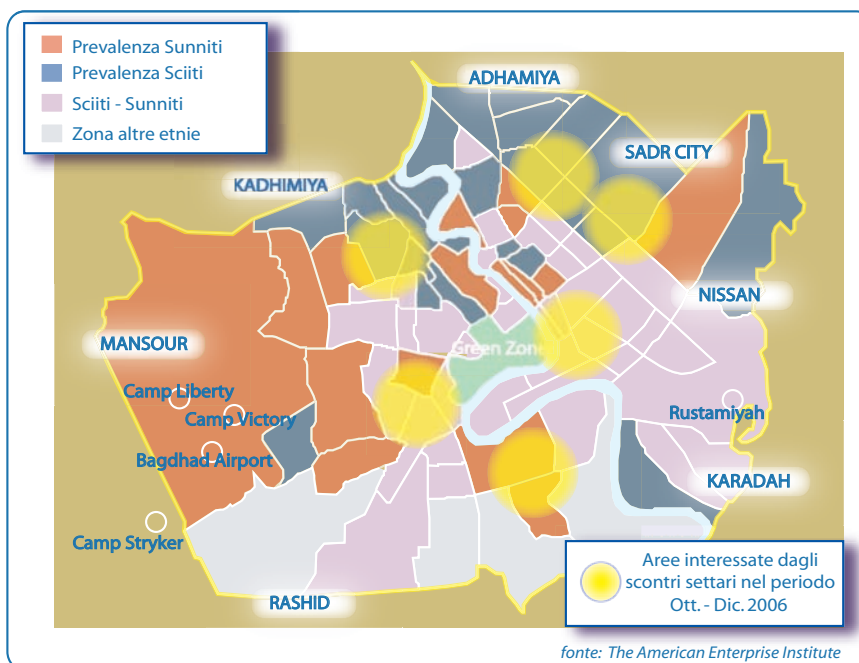 Prevalenza Sunniti
Prevalenza Sciiti
Sciiti - Sunniti
Zona altre etnie
ADHAMIYA
SADR CITY
KADHIMIYA
NISSAN
MANSOUR
Green Zone
Camp Liberty
Camp Victory
Rustamiyah
Bagdhad Airport
KARADAH
Camp Stryker
RASHID
Aree interessate dagli
scontri settari nel periodo
Ott. - Dic. 2006
fonte: The American Enterprise Institute